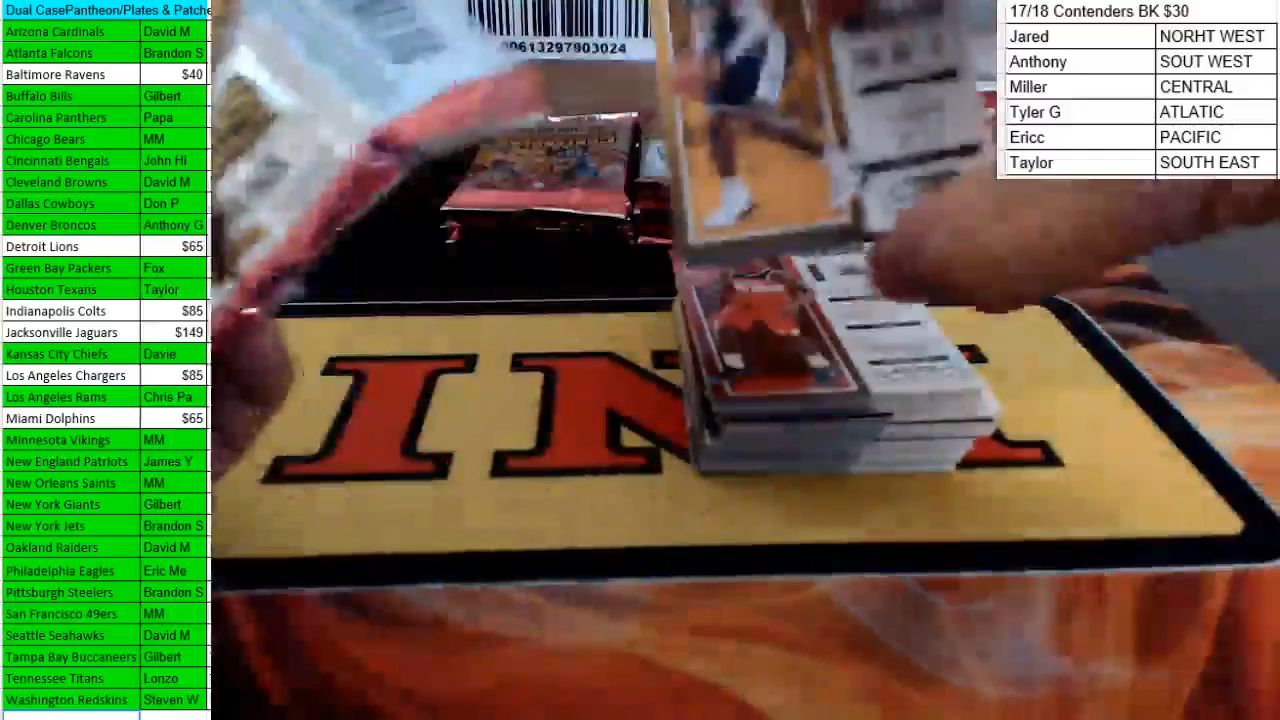 Dual CasePantheon/Plates & Patche
Arizona Cardinals David M
Atlanta Falcons Brandon S
Baltimore Ravens $40
Buffalo Bills Gilbert
Carolina Panthers Papa
Chicago Bears MM
Cincinnati Bengals John Hi
Cleveland Browns David M
Dallas Cowboys Don P
Denver Broncos Anthony G
Detroit Lions $65
Green Bay Packers Fox
Houston Texans Taylor
Indianapolis Colts $85
Jacksonville Jaguars $149
Kansas City Chiefs Davie
Los Angeles Chargers $85
Los Angeles Rams Chris Pa
Miami Dolphins $65
Minnesota Vikings MM
New England Patriots James Y
New Orleans Saints MM
New York Giants Gilbert
New York Jets Brandon S
Oakland Raiders David M
Philadelphia Eagles Eric Me
Pittsburgh Steelers Brandon S
San Francisco 49ers MM
Seattle Seahawks David M
Tampa Bay Buccaneers Gilbert
Tennessee Titans Lonzo
Washington Redskins Steven W
00613297903024
IN
17/18 Contenders BK $30
Jared NORHT WEST
Anthony SOUT WEST
Miller CENTRAL
Tyler G ATLATIC
Ericc PACIFIC
Taylor SOUTH EAST